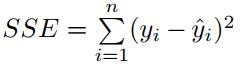 $SSE = \sum_{i=1}^{n} (y_i - \hat{y}_i)^2$